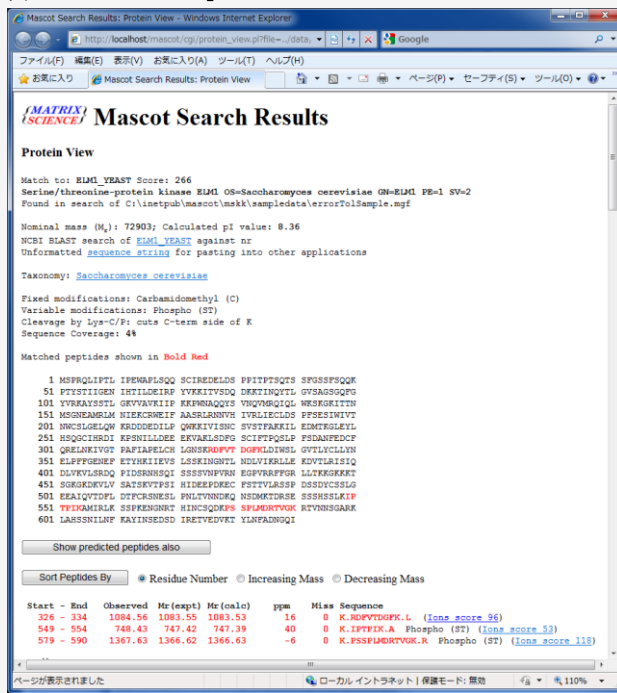 Mascot Search Results: Protein View - Windows Internet Explorer
http://localhost/mascot/cgi/protein_view.pl?file=../data, Google
ファイル(F) 編集(E) 表示(V) お気に入り(A) ツール(T) ヘルプ(H)
お気に入り Mascot Search Results: Protein View ページ(P) セーフティ(S) ツール(O)
{MATRIX}
{SCIENCE} Mascot Search Results
Protein View
Match to: ELM1_YEAST Score: 266
Serine/threonine-protein kinase ELM1 OS=Saccharomyces cerevisiae GN=ELM1 PE=1 SV=2
Found in search of C:\inetpub\mascot\mskk\sampledata\errorTolSample.mgf
Nominal mass (Mr): 72903; Calculated pI value: 8.36
NCBI BLAST search of ELM1_YEAST against nr
Unformatted sequence string for pasting into other applications
Taxonomy: Saccharomyces cerevisiae
Fixed modifications: Carbamidomethyl (C)
Variable modifications: Phospho (ST)
Cleavage by Lys-C/P: cuts C-term side of K
Sequence Coverage: 4%
Matched peptides shown in Bold Red
1 MSPRQLIPTL IPEWAPLSQQ SCIREDELDS PPITPTSQTS SFGSSFSQQK
51 PTYSTIIGEN IHTILDEIRP YVKKITVSDQ DKKTINQYTL GVSAGSGQFG
101 YVRKAYSSTL GKVVAVKIIP KKPWNAQQYS VNQVMRQIQL WKSKGKITTN
151 MSGNEAMRLM NIEKCRWEIF AASRLRNNVH IVRLIECLDS PFSESIWIVT
201 NWCSLGELQW KRDDDEDILP QWKKIVISNC SVSTFAKKIL EDMTKGLEYL
251 HSQGCIHRDI KPSNILLDEE EKVAKLSDFG SCIFTPQSLP FSDANFEDCF
301 QRELNKIVGT PAFIAPELCH LGNSKRDFVT DGFKLDIWSL GVTLYCLLYN
351 ELPFFGENEF ETYHKIIEVS LSSKINGNTL NDLVIKRLLE KDVTLRISIQ
401 DLVKVLSRDQ PIDSRNHSQI SSSSVNPVRN EGPVRRFFGR LLTKKGKKKT
451 SGKGKDKVLV SATSKVTPSI HIDEEPDKEC FSTTVLRSSP DSSDYCSSLG
501 EEAIQVTDFL DTFCRSNESL PNLTVNNDKQ NSDMKTDRSE SSSHSSLKIP
551 TPIKAMIRLK SSPKENGNRT HINCSQDKPS SPLMDRTVGK RTVNNSGARK
601 LAHSSNILNF KAYINSEDSD IRETVEDVKT YLNFADNGQI
Show predicted peptides also
Sort Peptides By Residue Number Increasing Mass Decreasing Mass
Start - End Observed Mr(expt) Mr(calc) ppm Miss Sequence
326 - 334 1084.56 1083.55 1083.53 16 0 K.RDFVTDGFK.L (Ions score 96)
549 - 554 748.43 747.42 747.39 40 0 K.IPTPIK.A Phospho (ST) (Ions score 53)
579 - 590 1367.63 1366.62 1366.63 -6 0 K.PSSPLMDRTVGK.R Phospho (ST) (Ions score 118)
ページが表示されました ローカル イントラネット | 保護モード: 無効 110%